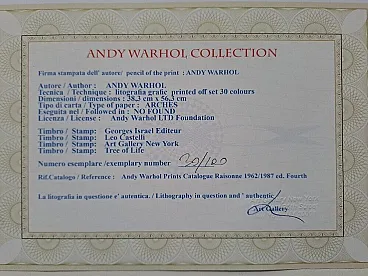 ANDY WARHOL COLLECTION
Firma stampata dell' autore/ pencil of the print : ANDY WARHOL
Autore / Author : ANDY WARHOL
Tecnica / Technique : litografia grafic printed off set 30 colours
Dimensioni / dimensions : 38,3 cm x 56,3 cm
Tipo di carta / Type of paper : ARCHES
Eseguita nel / Followed in : NO FOUND
Licenza / License : Andy Warhol LTD Foundation
Timbro / Stamp: Georges Israel Editeur
Timbro / Stamp: Leo Castelli
Timbro / Stamp: Art Gallery New York
Timbro / Stamp: Tree of Life
Numero esemplare /exemplary number 30/100
Rif.Catalogo / Reference : Andy Warhol Prints Catalogue Raisonne 1962/1987 ed. Fourth
La litografia in questione e' autentica. / Lithography in question and ' authentic
Art Gallery